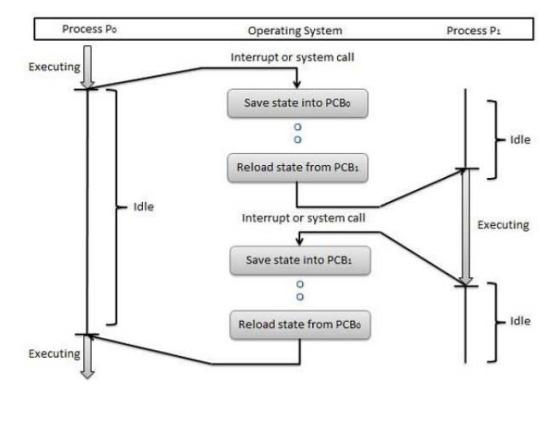 Process P₀ Operating System Process P₁
Interrupt or system call
Executing
Save state into PCB₀
Idle
Reload state from PCB₁
Idle
Interrupt or system call
Executing
Save state into PCB₁
Reload state from PCB₀
Idle
Executing